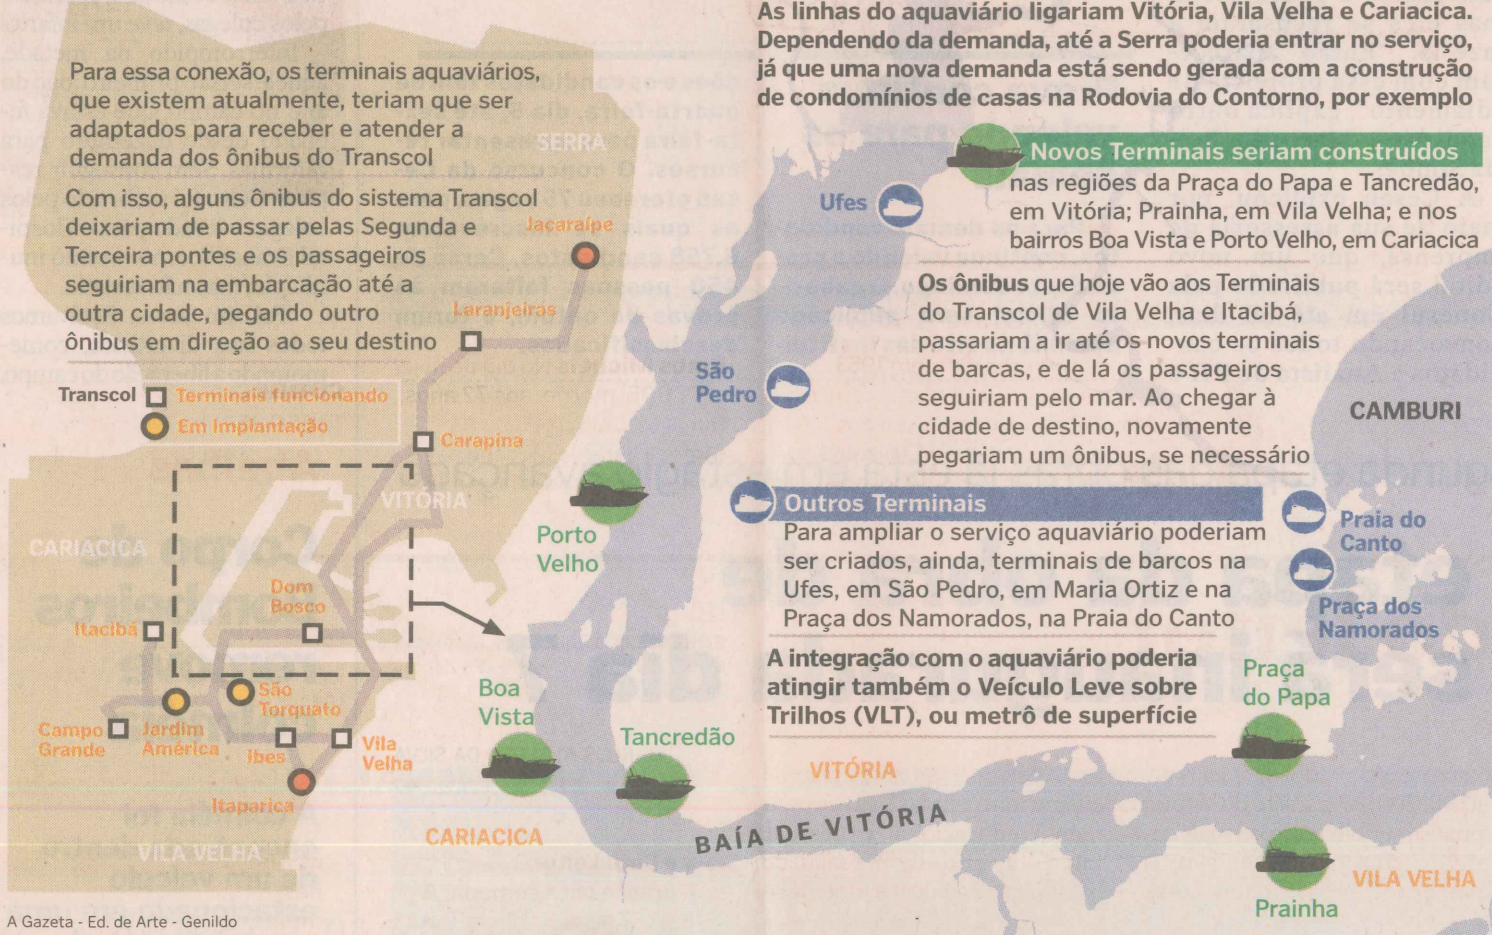 As linhas do aquaviário ligariam Vitória, Vila Velha e Cariacica.
Dependendo da demanda, até a Serra poderia entrar no serviço,
já que uma nova demanda está sendo gerada com a construção
de condomínios de casas na Rodovia do Contorno, por exemplo
Para essa conexão, os terminais aquaviários,
que existem atualmente, teriam que ser
adaptados para receber e atender a
demanda dos ônibus do Transcol
Com isso, alguns ônibus do sistema Transcol
deixariam de passar pelas Segunda e
Terceira pontes e os passageiros
seguiriam na embarcação até a
outra cidade, pegando outro
ônibus em direção ao seu destino
SERRA
Jacaraípe
Laranjeiras
Transcol
Terminais funcionando
Em Implantação
Carapina
VITÓRIA
CARIACICA
Dom
Bosco
Itacibá
São
Torquato
Campo
Grande
Jardim
América
Ibes
Vila
Velha
Itaparica
VILA VELHA
Novos Terminais seriam construídos
nas regiões da Praça do Papa e Tancredão,
em Vitória; Prainha, em Vila Velha; e nos
bairros Boa Vista e Porto Velho, em Cariacica
Ufes
Os ônibus que hoje vão aos Terminais
do Transcol de Vila Velha e Itacibá,
passariam a ir até os novos terminais
de barcas, e de lá os passageiros
seguiriam pelo mar. Ao chegar à
cidade de destino, novamente
pegariam um ônibus, se necessário
São
Pedro
CAMBURI
Porto
Velho
Outros Terminais
Para ampliar o serviço aquaviário poderiam
ser criados, ainda, terminais de barcos na
Ufes, em São Pedro, em Maria Ortiz e na
Praça dos Namorados, na Praia do Canto
Praia do
Canto
Praça dos
Namorados
A integração com o aquaviário poderia
atingir também o Veículo Leve sobre
Trilhos (VLT), ou metrô de superfície
Boa
Vista
Tancredão
Praça
do Papa
VITÓRIA
CARIACICA
BAÍA DE VITÓRIA
VILA VELHA
Prainha
A Gazeta - Ed. de Arte - Genildo